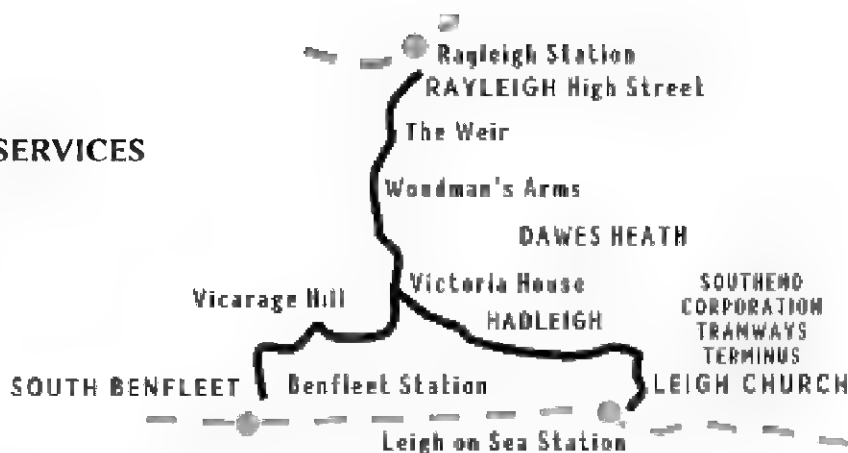 Rayleigh Station
RAYLEIGH High Street
The Weir
SERVICES
Woodman's Arms
DAWES HEATH
Victoria House
Vicarage Hill
HADLEIGH
SOUTHEND
CORPORATION
TRAMWAYS
TERMINUS
SOUTH BENFLEET
Benfleet Station
LEIGH CHURCH
Leigh on Sea Station